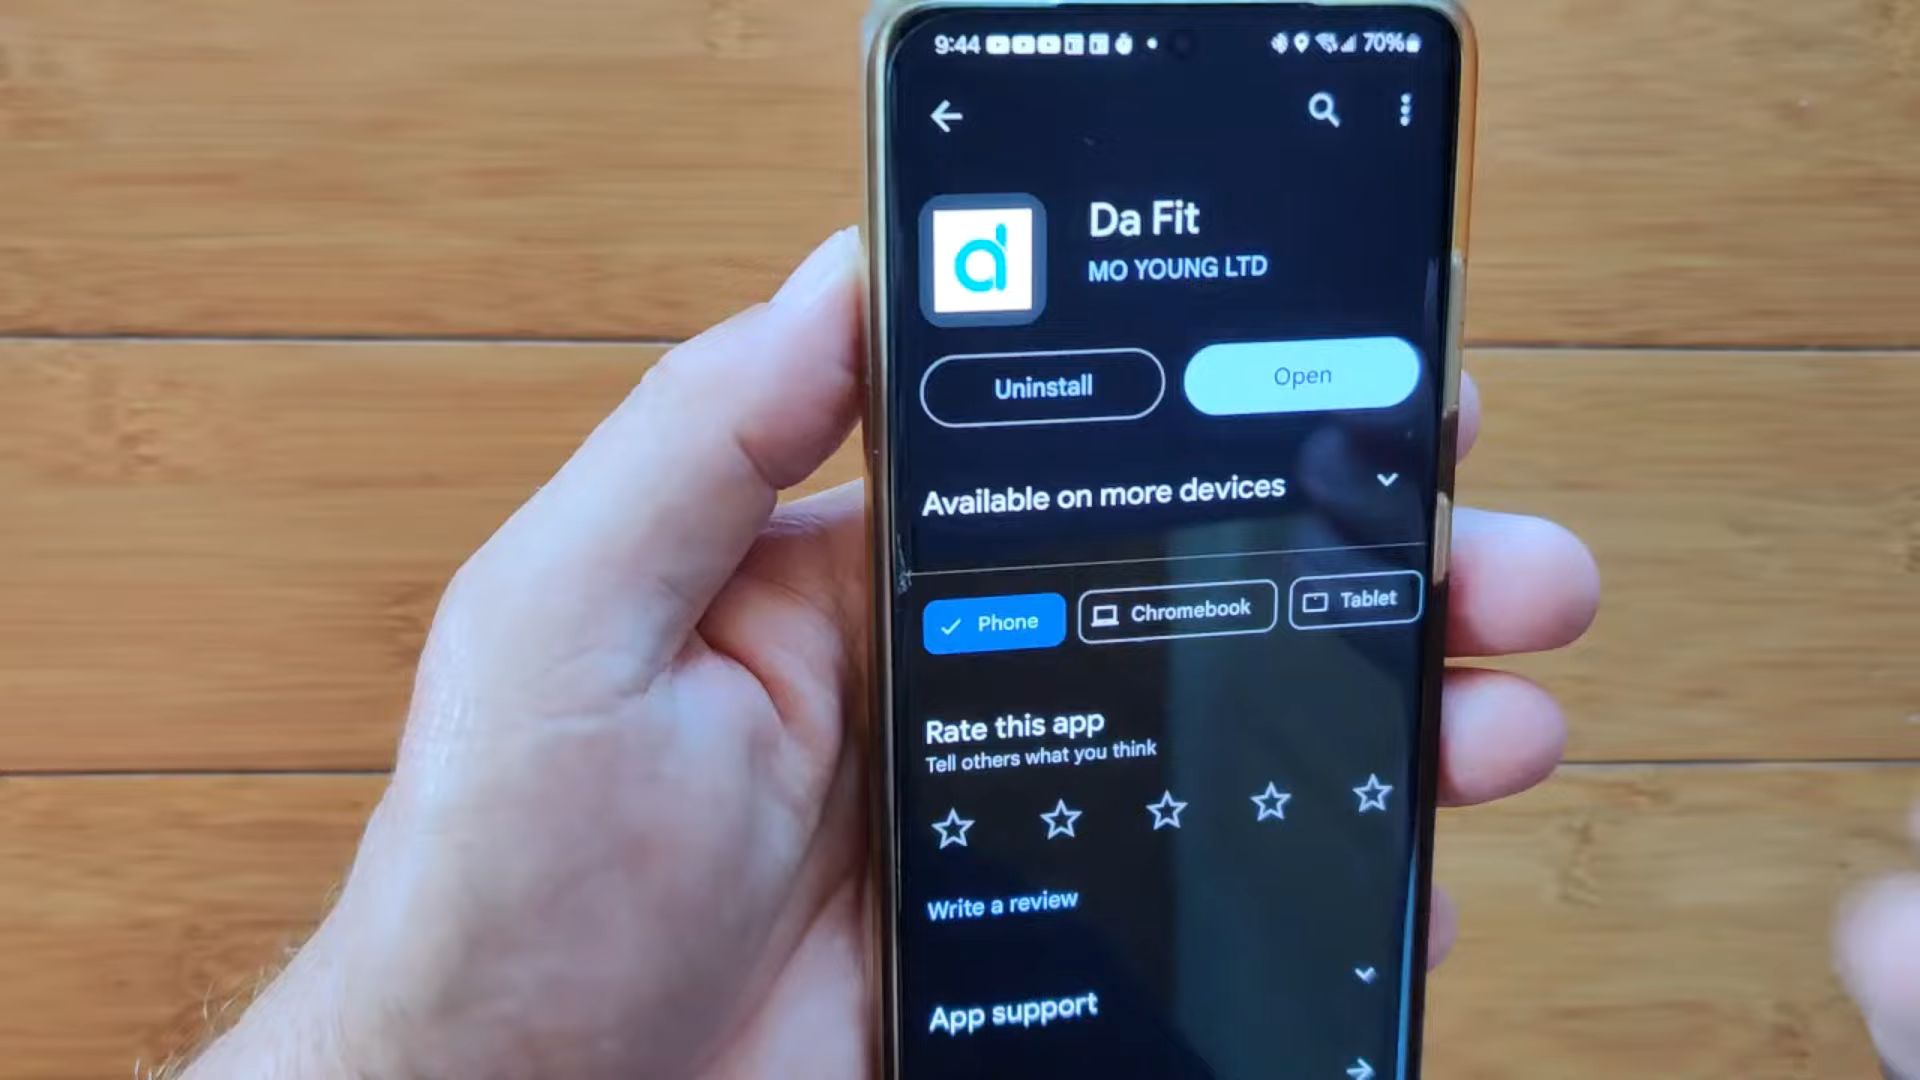 9:44 70%
Da Fit
MO YOUNG LTD
Uninstall Open
Available on more devices
Phone Chromebook Tablet
Rate this app
Tell others what you think
Write a review
App support